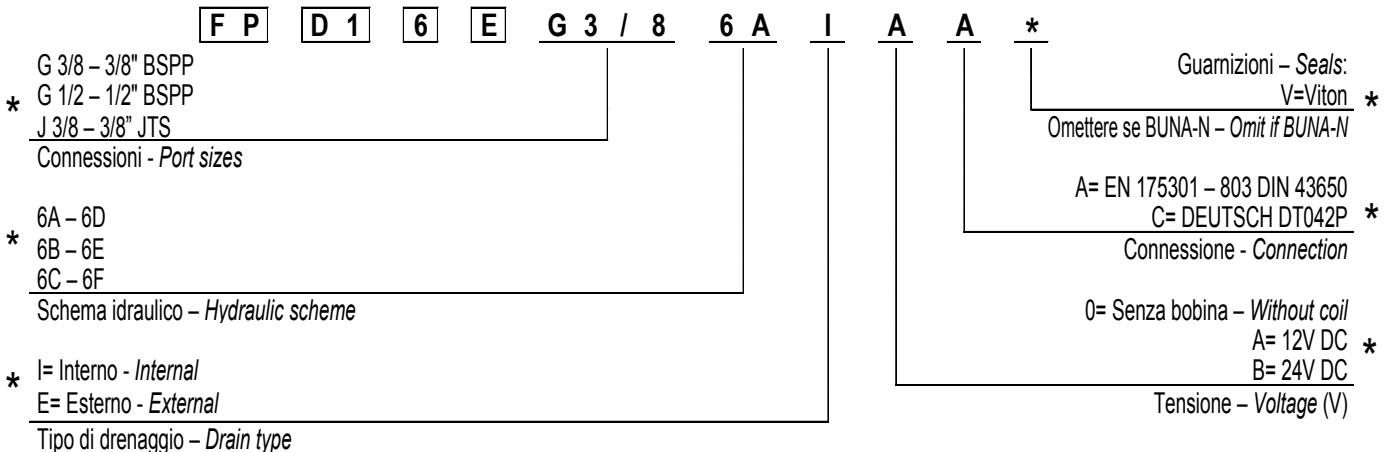 F P D 1 6 E G 3 / 8 6 A I A A *
G 3/8 – 3/8" BSPP
* G 1/2 – 1/2" BSPP
J 3/8 – 3/8” JTS
Connessioni - Port sizes
6A – 6D
* 6B – 6E
6C – 6F
Schema idraulico – Hydraulic scheme
* I= Interno - Internal
E= Esterno - External
Tipo di drenaggio – Drain type
Guarnizioni – Seals:
V=Viton *
Omettere se BUNA-N – Omit if BUNA-N
A= EN 175301 – 803 DIN 43650
C= DEUTSCH DT042P *
Connessione - Connection
0= Senza bobina – Without coil
A= 12V DC *
B= 24V DC
Tensione – Voltage (V)